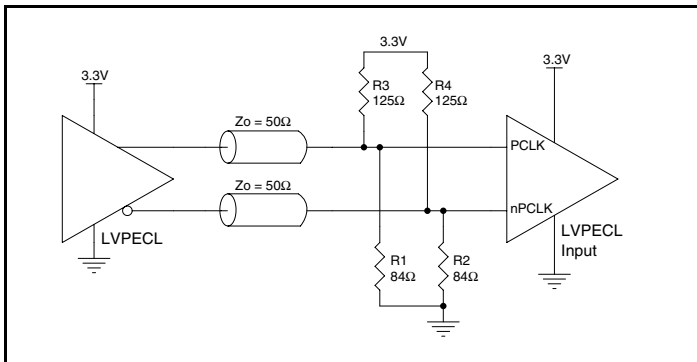 3.3V
3.3V
3.3V
R3
125Ω
R4
125Ω
Zo = 50Ω
PCLK
Zo = 50Ω
nPCLK
LVPECL
LVPECL
Input
R1
84Ω
R2
84Ω